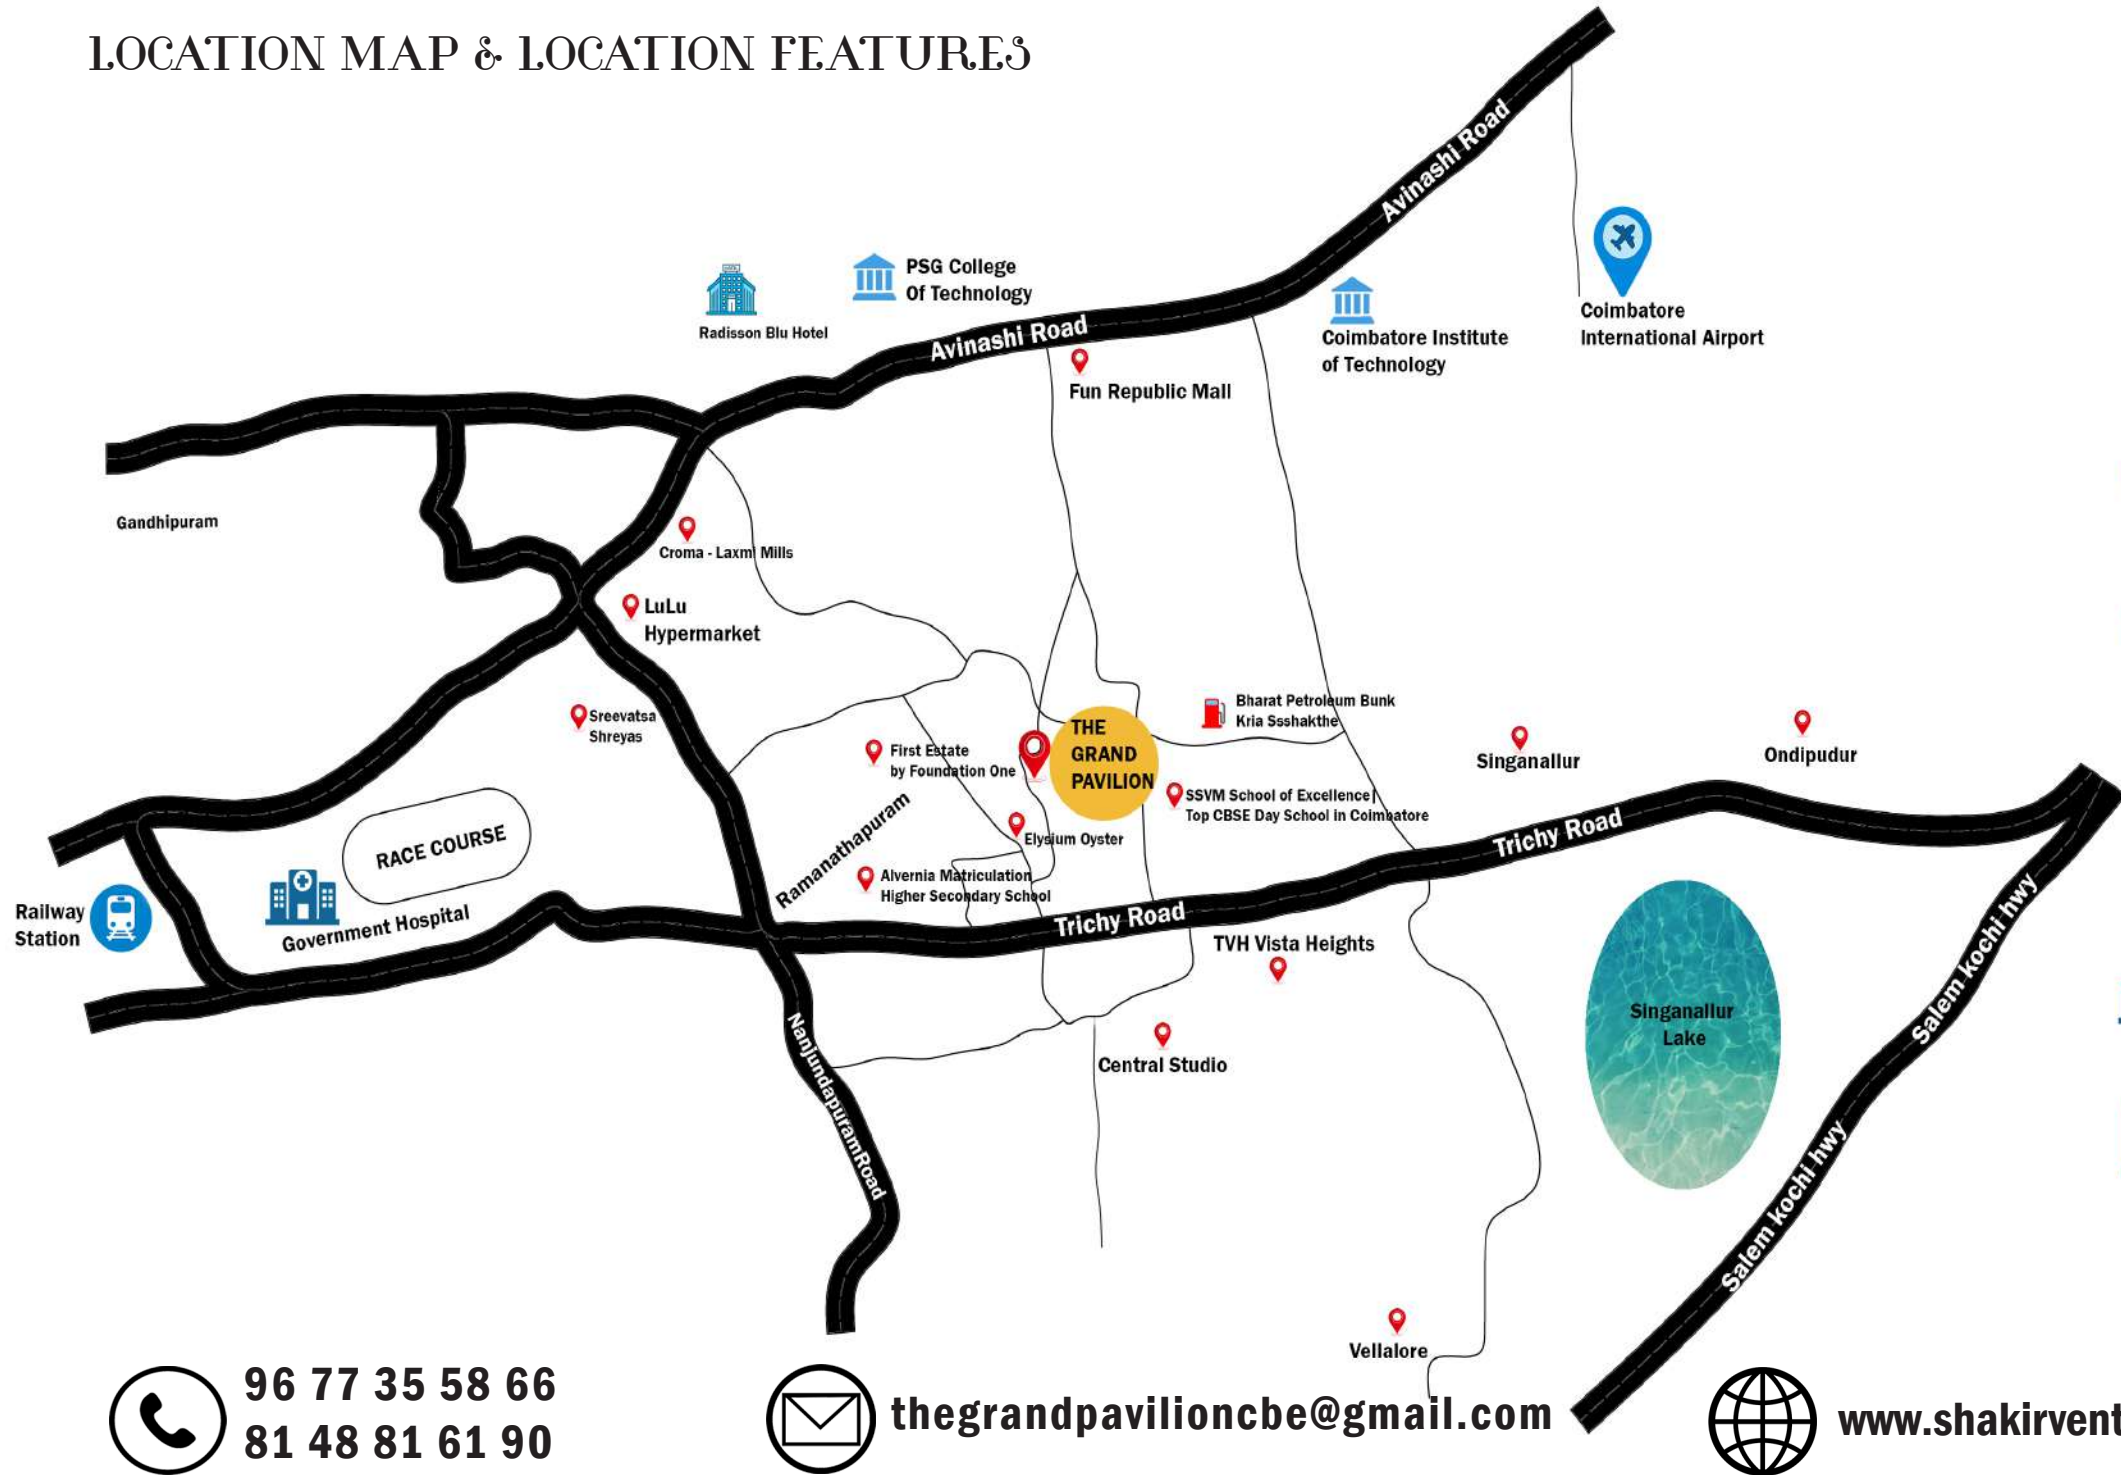 LOCATION MAP & LOCATION FEATURES
Avinashi Road
PSG College
Of Technology
Radisson Blu Hotel
Avinashi Road
Coimbatore
International Airport
Coimbatore Institute
of Technology
Fun Republic Mall
Gandhipuram
Croma - Laxmi Mills
LuLu
Hypermarket
Sreevatsa
Shreyas
Bharat Petroleum Bunk
Kria Ssshakthe
THE
GRAND
PAVILION
First Estate
by Foundation One
Singanallur
Ondipudur
SSVM School of Excellence|
Top CBSE Day School in Coimbatore
Ramanathapuram
Elysium Oyster
Trichy Road
RACE COURSE
Alvernia Matriculation
Higher Secondary School
Railway
Station
Government Hospital
Trichy Road
TVH Vista Heights
Salem kochi hwy
Singanallur
Lake
NanjundapuramRoad
Central Studio
Salem kochi hwy
Vellalore
96 77 35 58 66
81 48 81 61 90
thegrandpavilioncbe@gmail.com
www.shakirvent